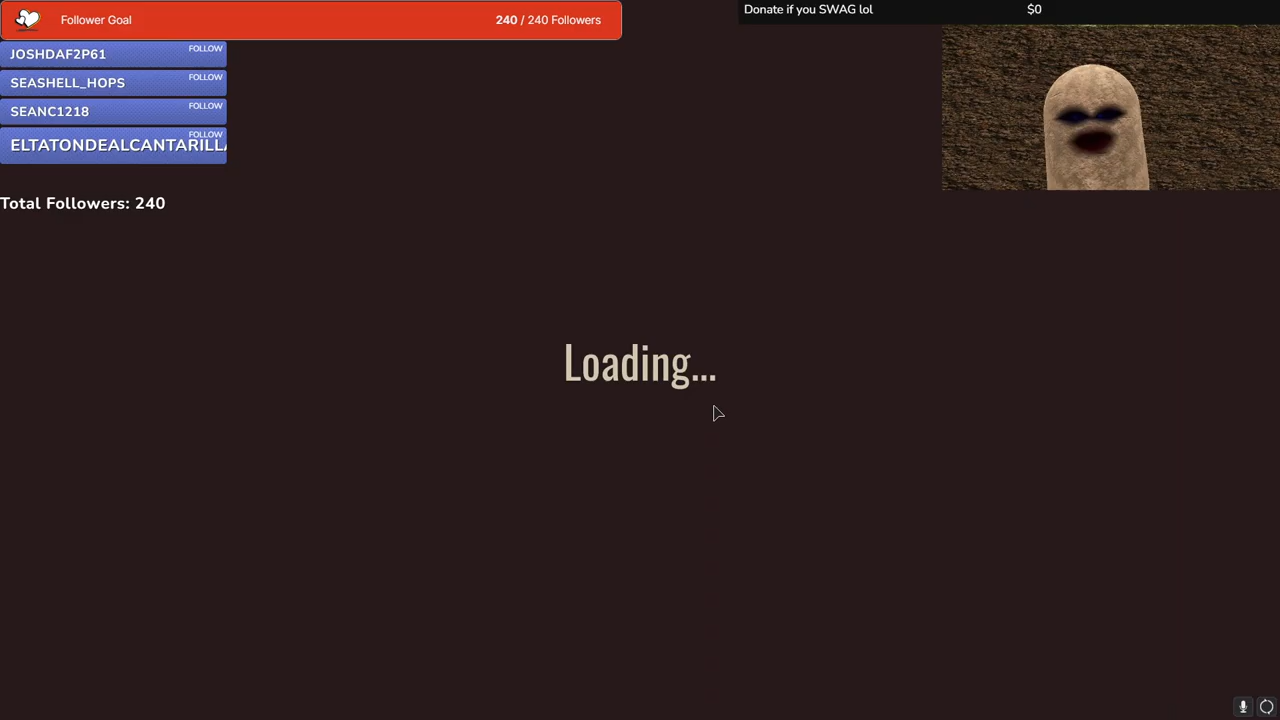 Follower Goal 240 / 240 Followers
Donate if you SWAG lol $0
JOSHDAF2P61 FOLLOW
SEASHELL_HOPS FOLLOW
SEANC1218 FOLLOW
ELTATONDEALCANTARILLA FOLLOW
Total Followers: 240
Loading...